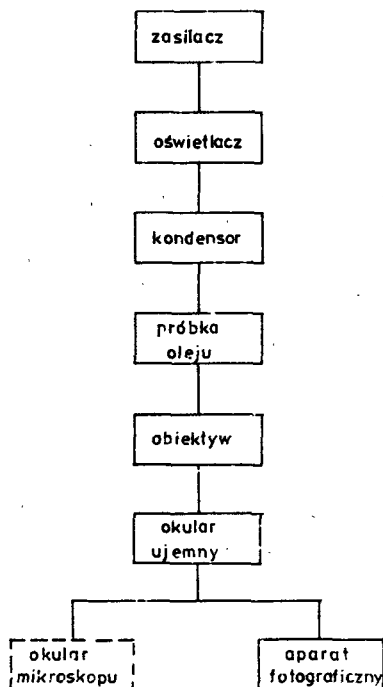 zasilacz
oświetlacz
kondensor
próbka
oleju
obiektyw
okular
ujemny
okular
mikroskopu
aparat
fotograficzny